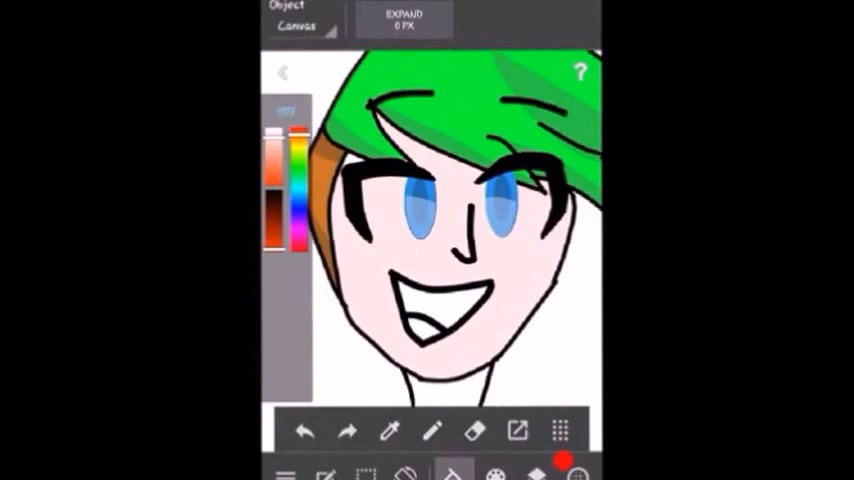 Object
Canvas
EXPAND
0 PX
?
HSV